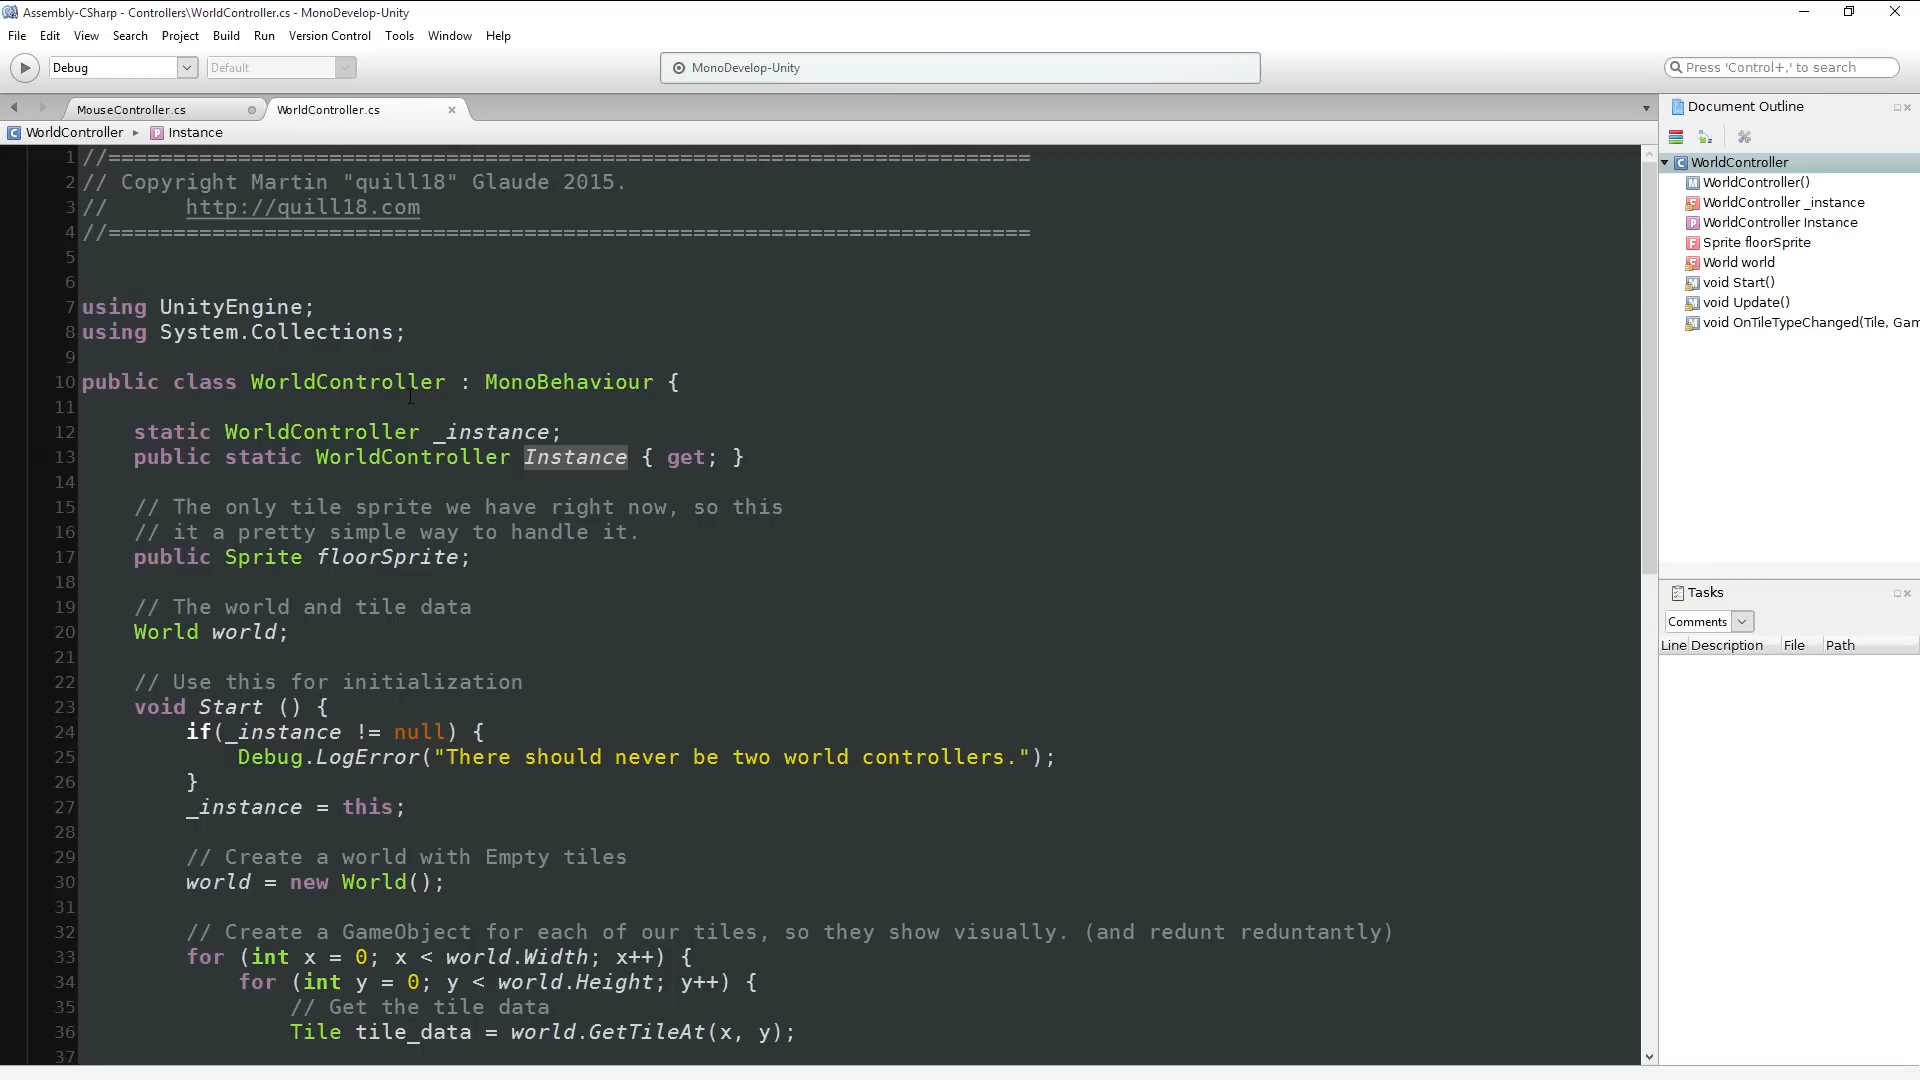 Assembly-CSharp - Controllers\WorldController.cs - MonoDevelop-Unity
File Edit View Search Project Build Run Version Control Tools Window Help
Debug Default MonoDevelop-Unity Press 'Control+,' to search
MouseController.cs WorldController.cs
WorldController Instance
1 //=======================================================================
2 // Copyright Martin "quill18" Glaude 2015.
3 //      http://quill18.com
4 //=======================================================================
5
6
7 using UnityEngine;
8 using System.Collections;
9
10 public class WorldController : MonoBehaviour {
11
12     static WorldController _instance;
13     public static WorldController Instance { get; }
14
15     // The only tile sprite we have right now, so this
16     // it a pretty simple way to handle it.
17     public Sprite floorSprite;
18
19     // The world and tile data
20     World world;
21
22     // Use this for initialization
23     void Start () {
24         if(_instance != null) {
25             Debug.LogError("There should never be two world controllers.");
26         }
27         _instance = this;
28
29         // Create a world with Empty tiles
30         world = new World();
31
32         // Create a GameObject for each of our tiles, so they show visually. (and redunt reduntantly)
33         for (int x = 0; x < world.Width; x++) {
34             for (int y = 0; y < world.Height; y++) {
35                 // Get the tile data
36                 Tile tile_data = world.GetTileAt(x, y);
37
Document Outline
WorldController
WorldController()
WorldController _instance
WorldController Instance
Sprite floorSprite
World world
void Start()
void Update()
void OnTileTypeChanged(Tile, Gam
Tasks
Comments
Line Description File Path